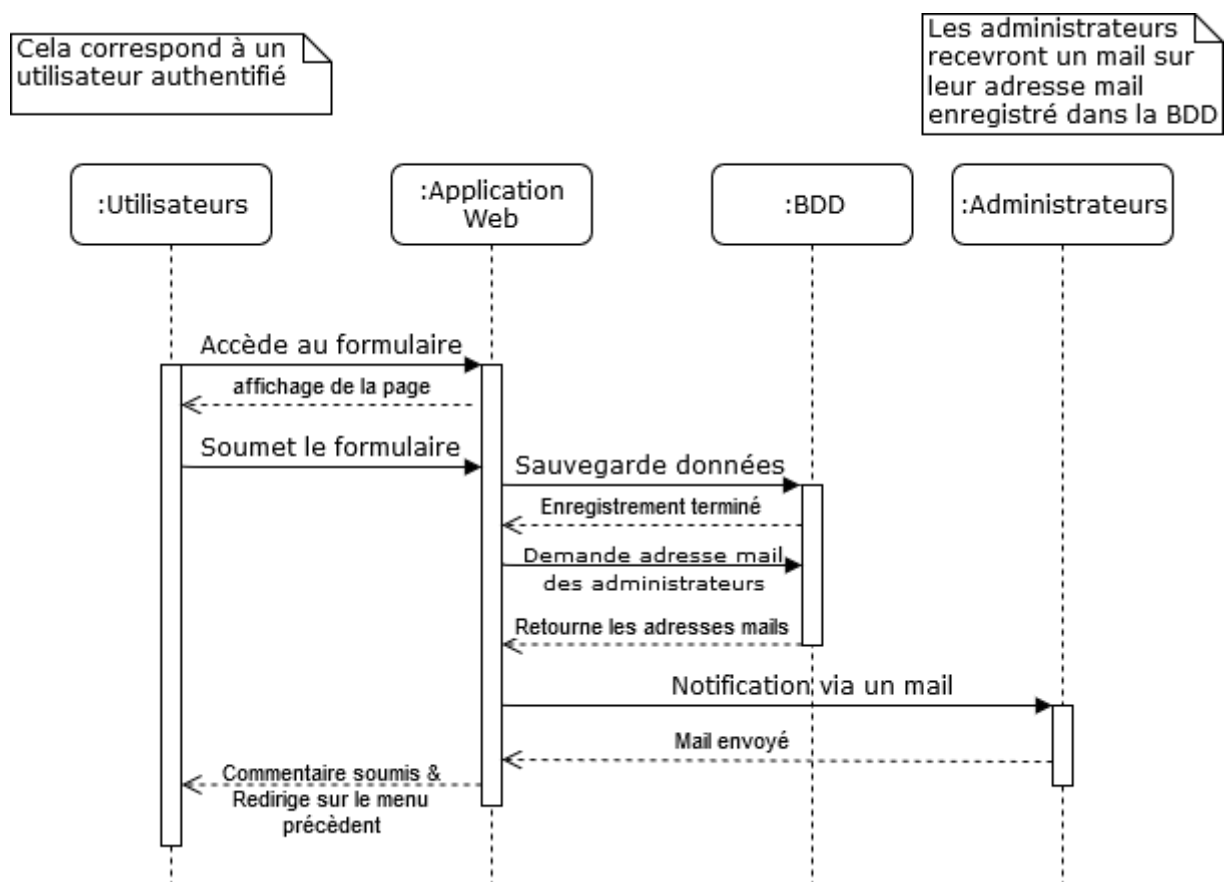 Cela correspond à un
utilisateur authentifié
Les administrateurs
recevront un mail sur
leur adresse mail
enregistré dans la BDD
:Utilisateurs
:Application
Web
:BDD
:Administrateurs
Accède au formulaire
affichage de la page
Soumet le formulaire
Sauvegarde données
Enregistrement terminé
Demande adresse mail
des administrateurs
Retourne les adresses mails
Notification via un mail
Mail envoyé
Commentaire soumis &
Redirige sur le menu
précèdent